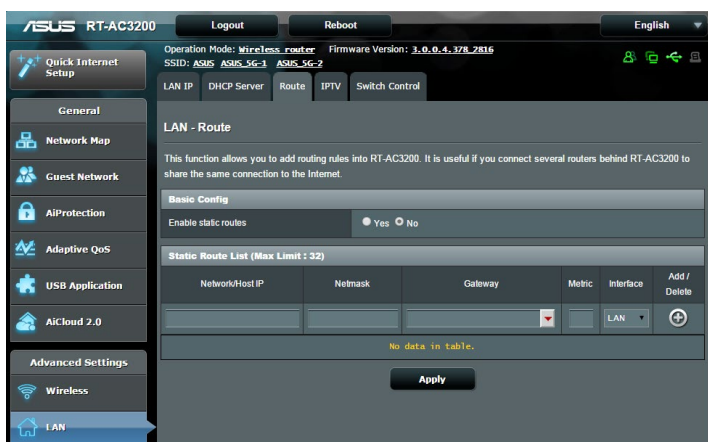 ASUS RT-AC3200
Logout
Reboot
English
Quick Internet
Setup
Operation Mode: Wireless router Firmware Version: 3.0.0.4.378_2816
SSID: ASUS ASUS_5G-1 ASUS_5G-2
LAN IP
DHCP Server
Route
IPTV
Switch Control
General
Network Map
Guest Network
AiProtection
Adaptive QoS
USB Application
AiCloud 2.0
Advanced Settings
Wireless
LAN
LAN - Route
This function allows you to add routing rules into RT-AC3200. It is useful if you connect several routers behind RT-AC3200 to
share the same connection to the Internet.
Basic Config
Enable static routes
Yes No
Static Route List (Max Limit : 32)
Network/Host IP
Netmask
Gateway
Metric
Interface
Add /
Delete
LAN
No data in table.
Apply